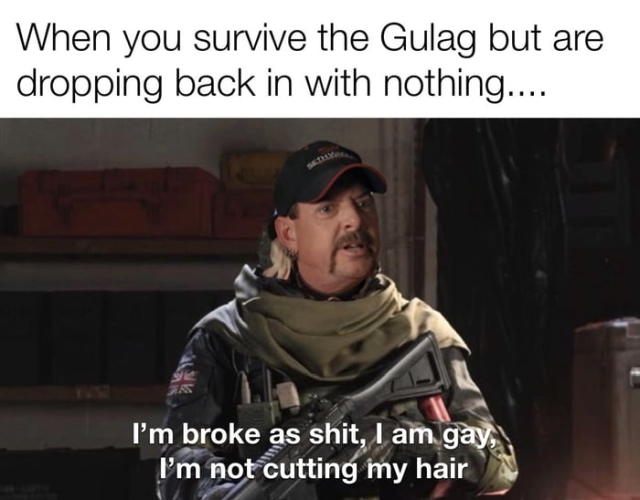 When you survive the Gulag but are
dropping back in with nothing....
I'm broke as shit, I am gay,
I'm not cutting my hair